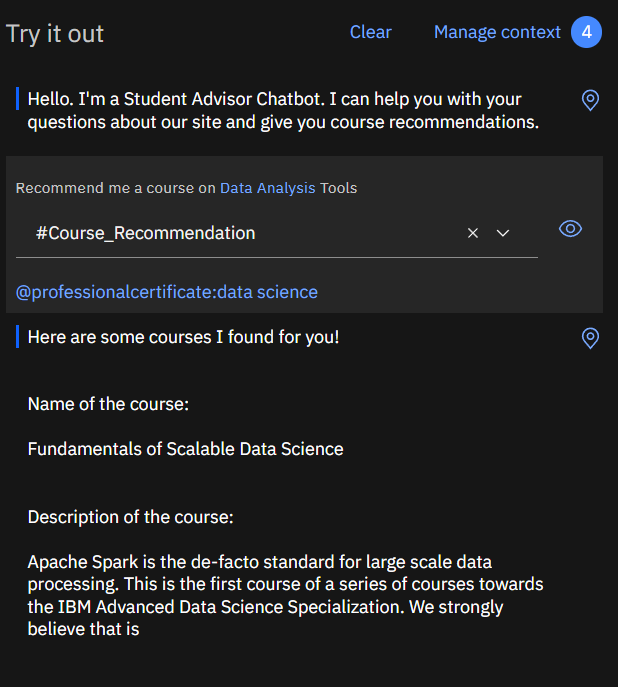 Try it out
Clear
Manage context
4
Hello. I'm a Student Advisor Chatbot. I can help you with your
questions about our site and give you course recommendations.
Recommend me a course on Data Analysis Tools
#Course_Recommendation
@professionalcertificate:data science
Here are some courses I found for you!
Name of the course:
Fundamentals of Scalable Data Science
Description of the course:
Apache Spark is the de-facto standard for large scale data
processing. This is the first course of a series of courses towards
the IBM Advanced Data Science Specialization. We strongly
believe that is